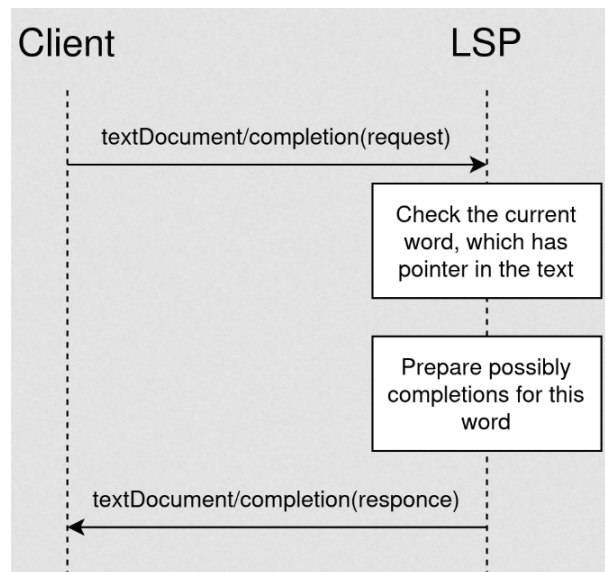 Client
LSP
textDocument/completion(request)
Check the current
word, which has
pointer in the text
Prepare possibly
completions for this
word
textDocument/completion(responce)